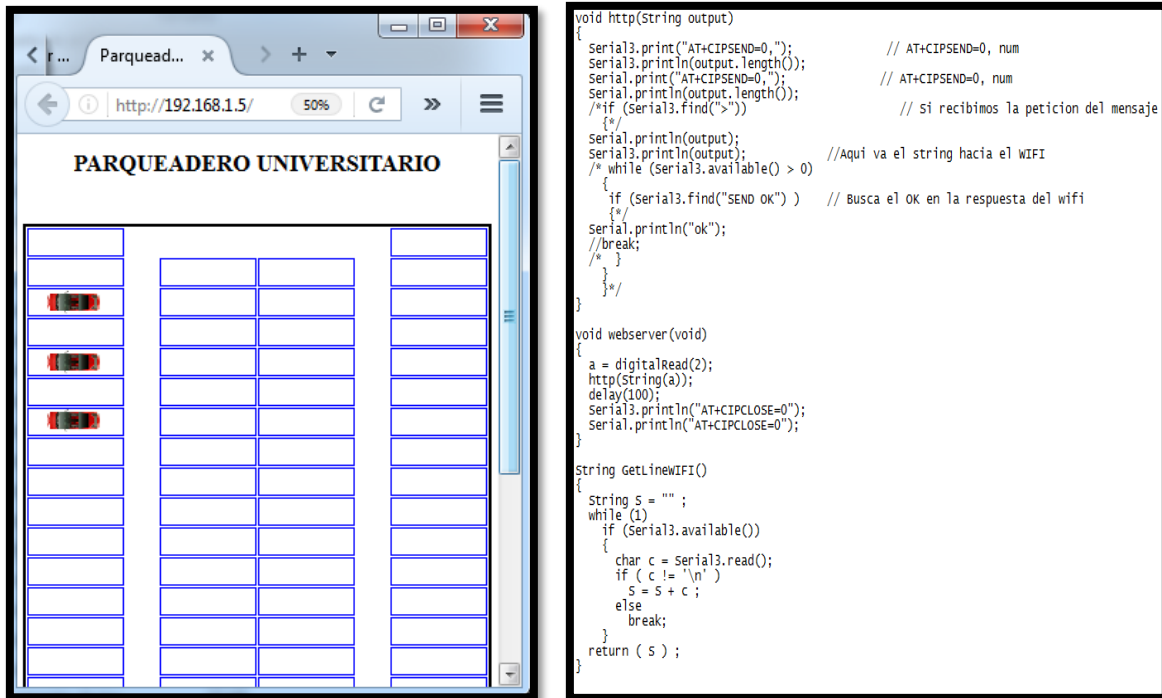 r ...
Parquead...
http://192.168.1.5/
50%
PARQUEADERO UNIVERSITARIO
void http(String output)
{
  Serial3.print("AT+CIPSEND=0,");                // AT+CIPSEND=0, num
  Serial3.println(output.length());
  Serial.print("AT+CIPSEND=0,");                // AT+CIPSEND=0, num
  Serial.println(output.length());
  /*if (Serial3.find(">"))                        // Si recibimos la peticion del mensaje
    {*/
  Serial.println(output);
  Serial3.println(output);             //Aqui va el string hacia el WIFI
  /* while (Serial3.available() > 0)
    {
     if (Serial3.find("SEND OK") )    // Busca el OK en la respuesta del wifi
     {*/
  Serial.println("ok");
  //break;
  /*  }
    }
    }*/
}
void webserver(void)
{
  a = digitalRead(2);
  http(String(a));
  delay(100);
  Serial3.println("AT+CIPCLOSE=0");
  Serial.println("AT+CIPCLOSE=0");
}
String GetLineWIFI()
{
  String S = "" ;
  while (1)
    if (Serial3.available())
    {
      char c = Serial3.read();
      if ( c != '\n' )
        S = S + c ;
      else
        break;
    }
  return ( S ) ;
}